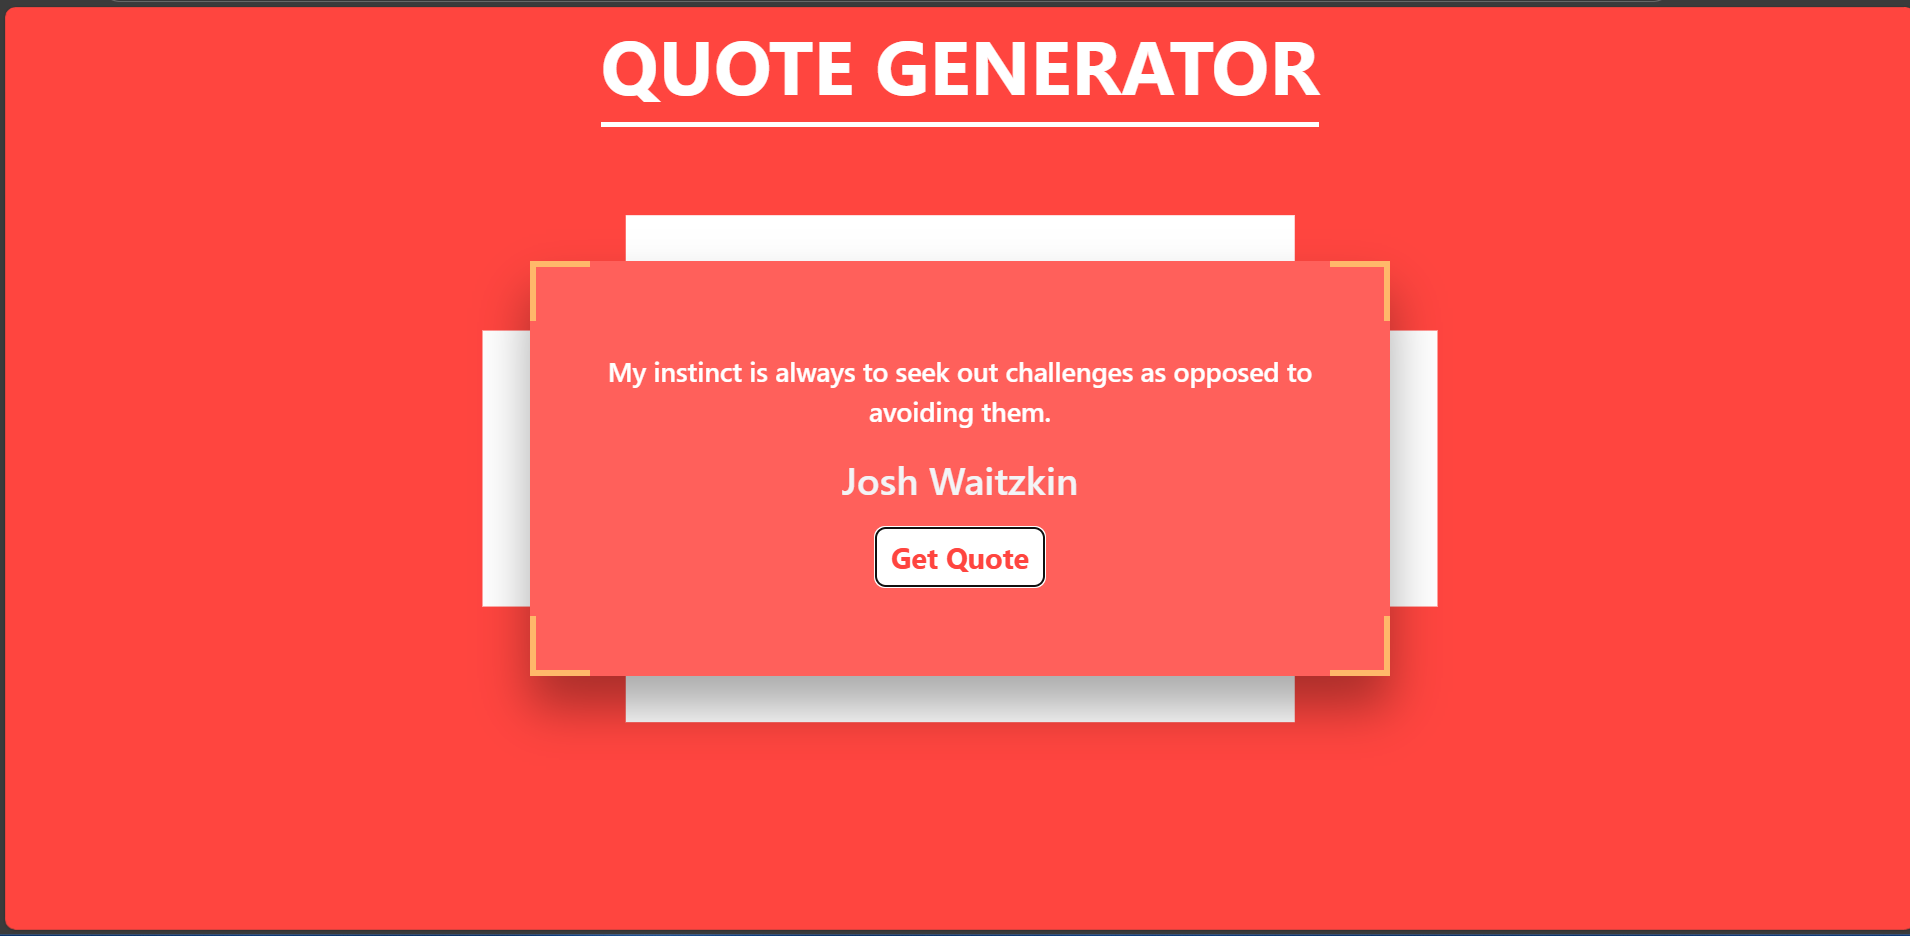 QUOTE GENERATOR
My instinct is always to seek out challenges as opposed to
avoiding them.
Josh Waitzkin
Get Quote